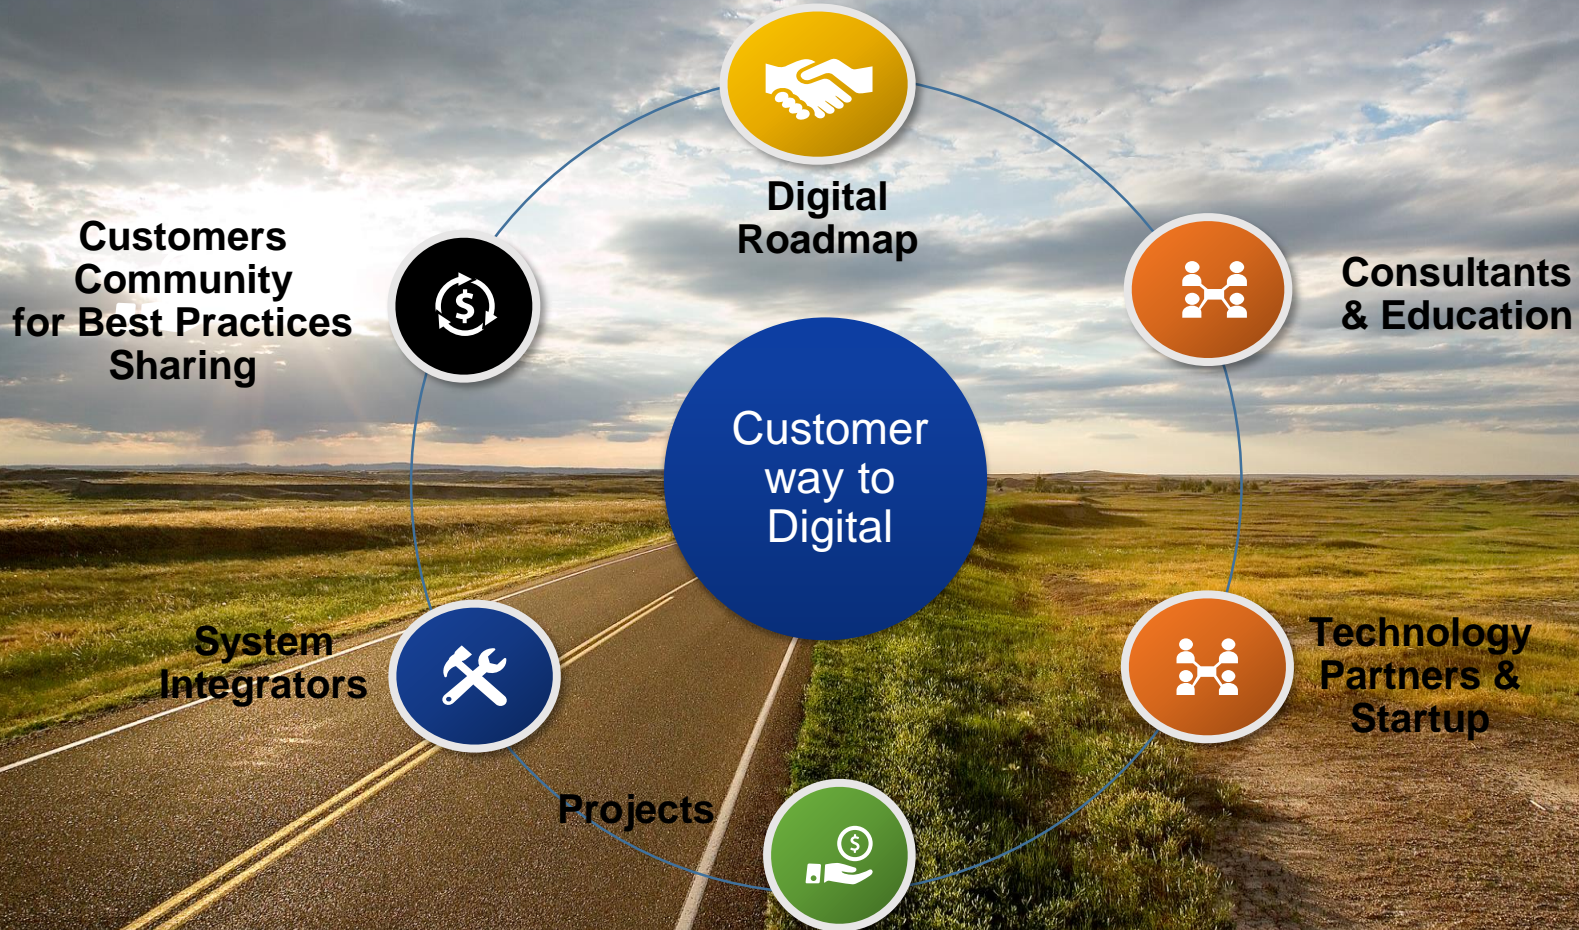 Digital
Roadmap
Customers
Community
for Best Practices
Sharing
Consultants
& Education
Customer
way to
Digital
System
Integrators
Technology
Partners &
Startup
Projects
$
$